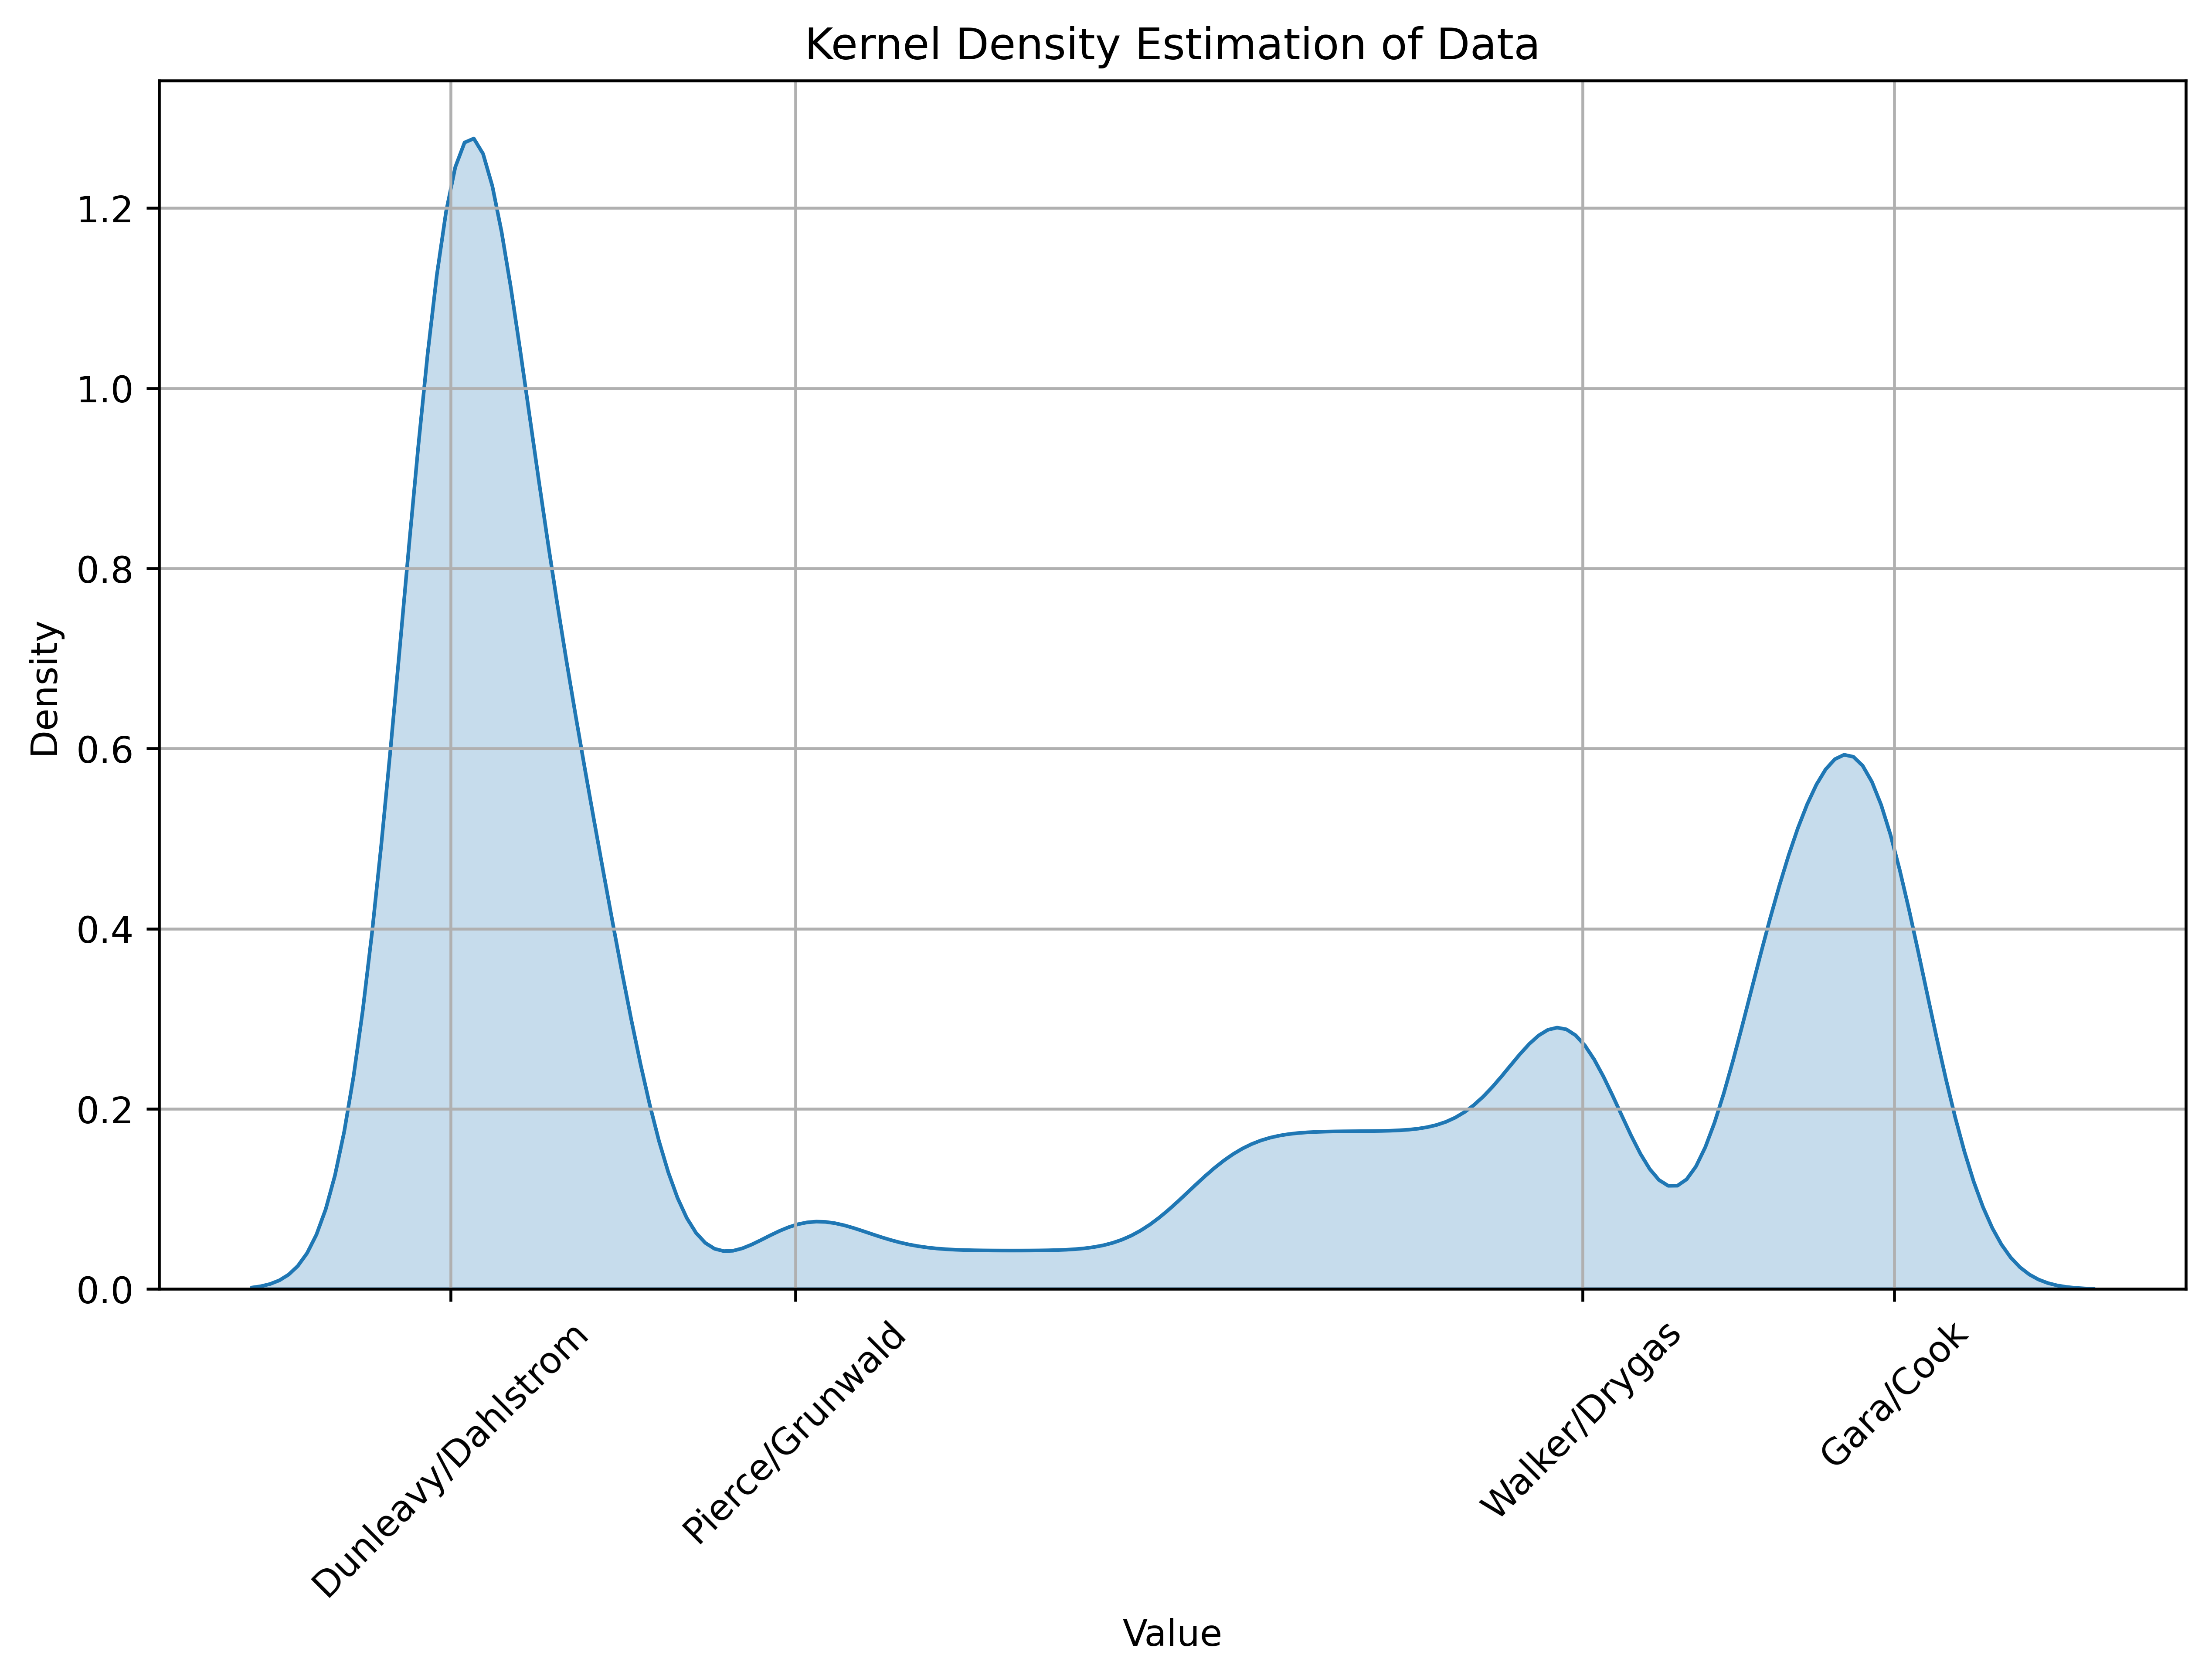 Kernel Density Estimation of Data
Density
1.2
1.0
0.8
0.6
0.4
0.2
0.0
Dunleavy/Dahlstrom
Pierce/Grunwald
Walker/Drygas
Gara/Cook
Value